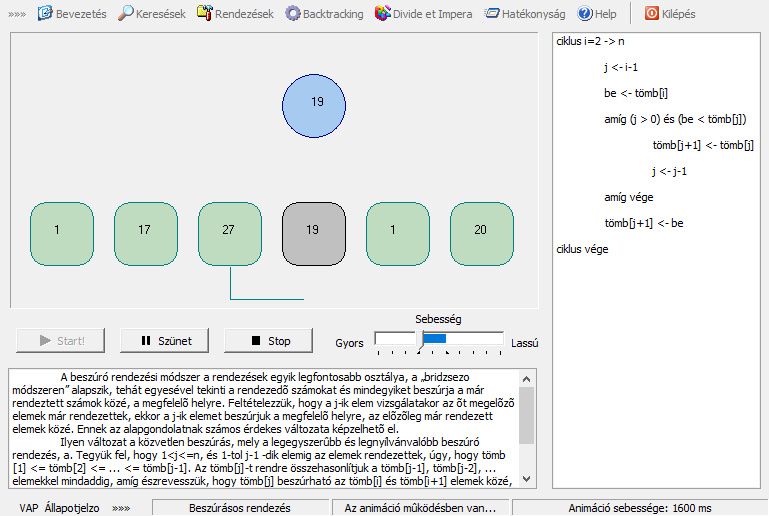 »»» Bevezetés Keresések Rendezések Backtracking Divide et Impera Hatékonyság Help Kilépés
19
1 17 27 19 1 20
ciklus i=2 -> n
j <- i-1
be <- tömb[i]
amíg (j > 0) és (be < tömb[j])
tömb[j+1] <- tömb[j]
j <- j-1
amíg vége
tömb[j+1] <- be
ciklus vége
Start! Szünet Stop
Sebesség
Gyors Lassú
A beszúró rendezési módszer a rendezések egyik legfontosabb osztálya, a „bridzsezo
módszeren” alapszik, tehát egyesével tekinti a rendezedő számokat és mindegyiket beszúrja a már
rendeztett számok közé, a megfelelő helyre. Feltételezzük, hogy a j-ik elem vizsgálatakor az õt megelõzõ
elemek már rendezettek, ekkor a j-ik elemet beszúrjuk a megfelelõ helyre, az elõzõleg már rendezett
elemek közé. Ennek az alapgondolatnak számos érdekes változata képzelhetõ el.
Ilyen változat a közvetlen beszúrás, mely a legegyszerûbb és legnyílvánvalóbb beszúró
rendezés, a. Tegyük fel, hogy 1<j<=n, és 1-tol j-1 -dik elemig az elemek rendezettek, úgy, hogy tömb
[1] <= tömb[2] <= ... <= tömb[j-1]. Az tömb[j]-t rendre összehasonlítjuk a tömb[j-1], tömb[j-2], ...
elemekkel mindaddig, amíg észrevesszük, hogy tömb[j] beszúrható az tömb[i] és tömb[i+1] elemek közé,
VAP Állapotjelzo »»» Beszúrásos rendezés Az animáció mûködésben van... Animáció sebessége: 1600 ms